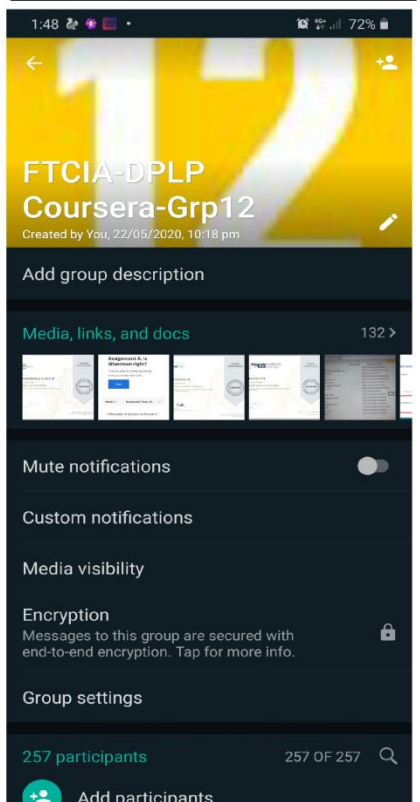 1:48
72%
12
FTCIA-DPLP
Coursera-Grp12
Created by You, 22/05/2020, 10:18 pm
Add group description
Media, links, and docs 132 >
Assignment A: Is
Silverman right?
Mute notifications
Custom notifications
Media visibility
Encryption
Messages to this group are secured with
end-to-end encryption. Tap for more info.
Group settings
257 participants 257 OF 257
Add participants